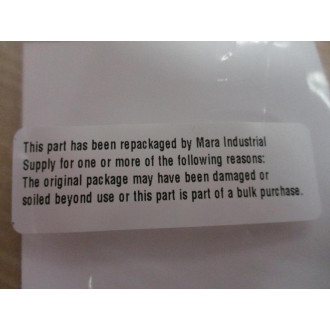 This part has been repackaged by Mara Industrial
Supply for one or more of the following reasons:
The original package may have been damaged or
soiled beyond use or this part is part of a bulk purchase.